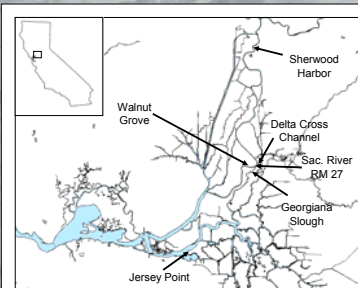 Sherwood
Harbor
Walnut
Grove
Delta Cross
Channel
Sac. River
RM 27
Georgiana
Slough
Jersey Point